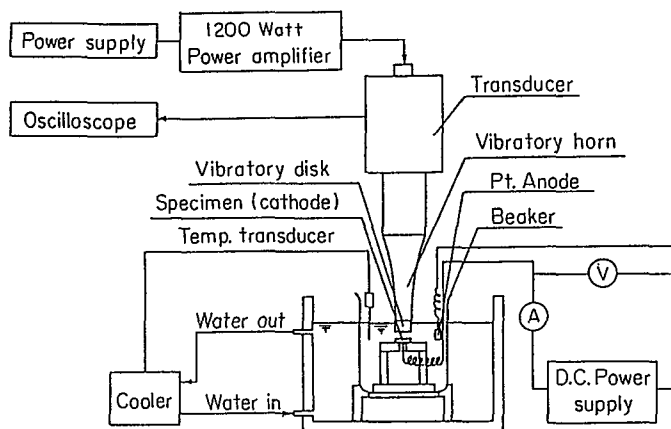 Power supply
1200 Watt
Power amplifier
Transducer
Oscilloscope
Vibratory horn
Vibratory disk
Pt. Anode
Specimen (cathode)
Beaker
Temp. transducer
V
Water out
A
D.C. Power
supply
Cooler
Water in